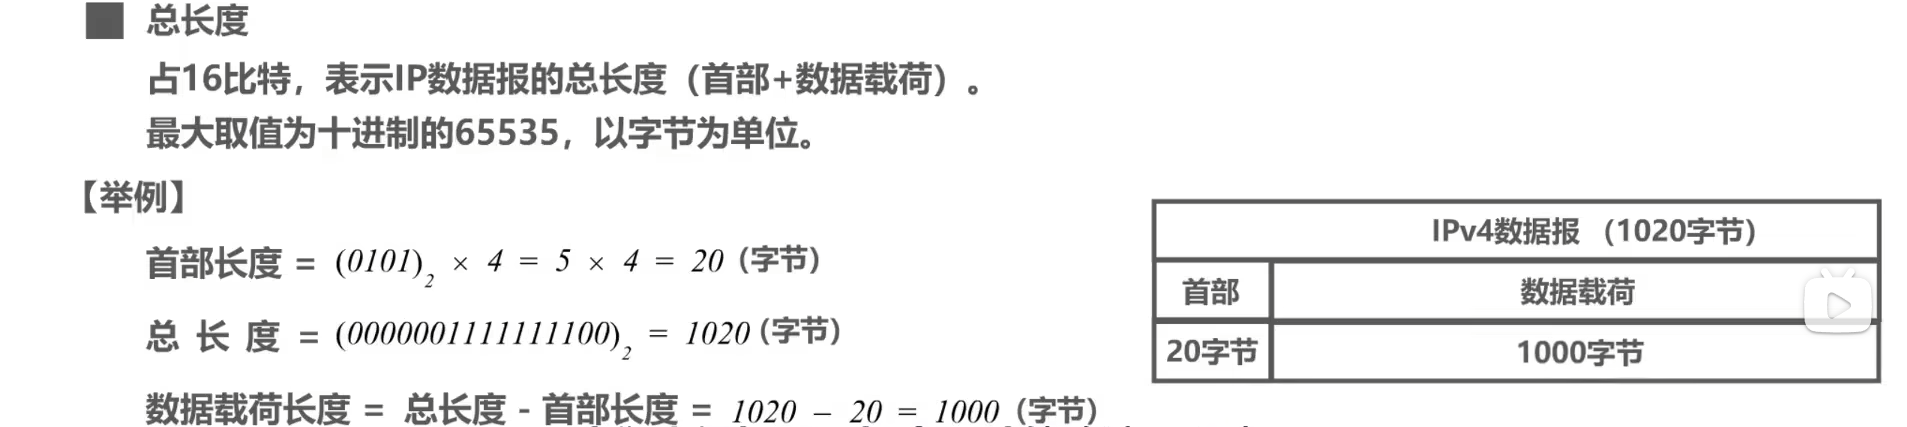 总长度
占16比特，表示IP数据报的总长度（首部+数据载荷）。
最大取值为十进制的65535，以字节为单位。
【举例】
首部长度 = (0101)₂ × 4 = 5 × 4 = 20（字节）
总 长 度 = (0000001111111100)₂ = 1020（字节）
数据载荷长度 = 总长度 - 首部长度 = 1020 – 20 = 1000（字节）
IPv4数据报 （1020字节）
首部 数据载荷
20字节 1000字节